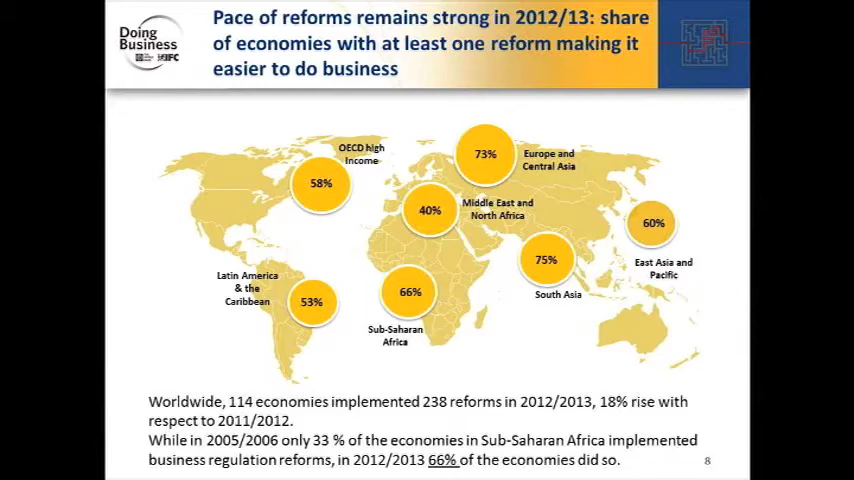 Doing
Business
IFC
Pace of reforms remains strong in 2012/13: share
of economies with at least one reform making it
easier to do business
OECD high
Income
58%
73%
Europe and
Central Asia
40%
Middle East and
North Africa
60%
East Asia and
Pacific
75%
South Asia
Latin America
& the
Caribbean
53%
66%
Sub-Saharan
Africa
Worldwide, 114 economies implemented 238 reforms in 2012/2013, 18% rise with
respect to 2011/2012.
While in 2005/2006 only 33 % of the economies in Sub-Saharan Africa implemented
business regulation reforms, in 2012/2013 66% of the economies did so.
8